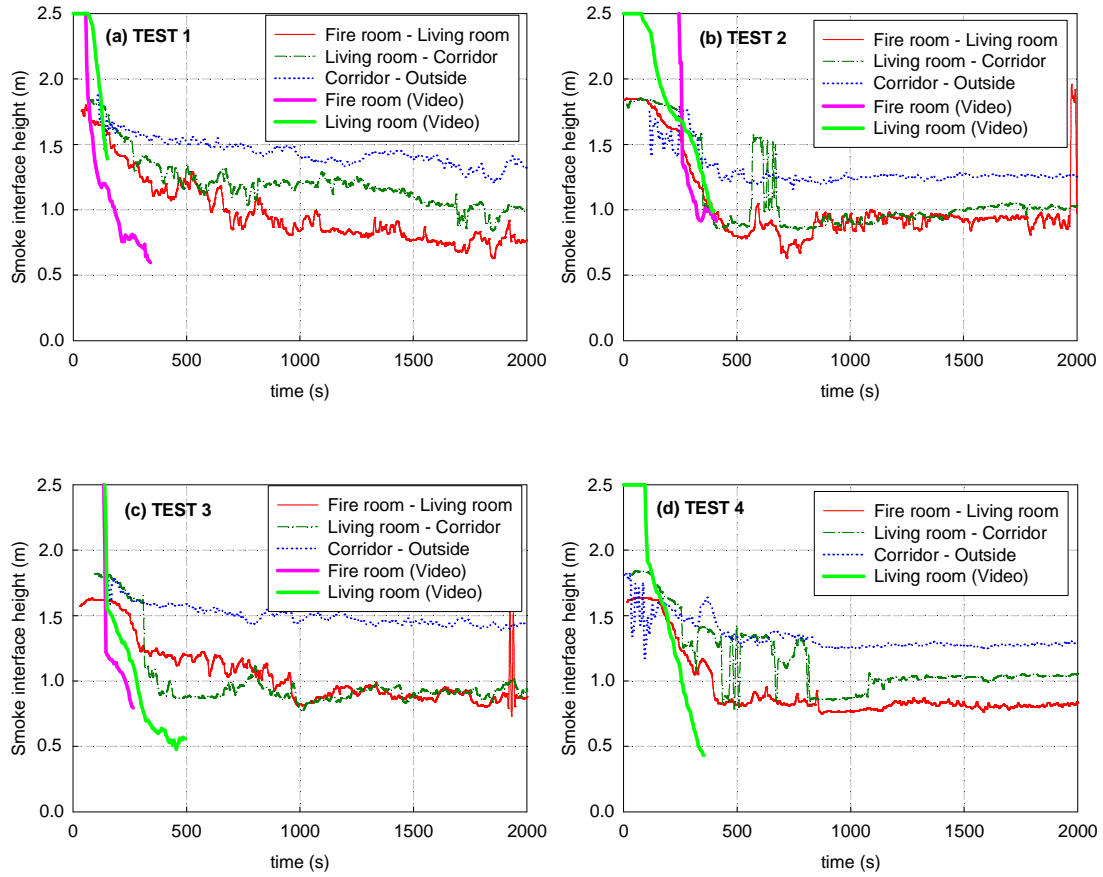 (a) TEST 1
Fire room - Living room
Living room - Corridor
Corridor - Outside
Fire room (Video)
Living room (Video)
Smoke interface height (m)
2.5
2.0
1.5
1.0
0.5
0.0
0
500
1000
1500
2000
time (s)
(b) TEST 2
Fire room - Living room
Living room - Corridor
Corridor - Outside
Fire room (Video)
Living room (Video)
Smoke interface height (m)
2.5
2.0
1.5
1.0
0.5
0.0
0
500
1000
1500
2000
time (s)
(c) TEST 3
Fire room - Living room
Living room - Corridor
Corridor - Outside
Fire room (Video)
Living room (Video)
Smoke interface height (m)
2.5
2.0
1.5
1.0
0.5
0.0
0
500
1000
1500
2000
time (s)
(d) TEST 4
Fire room - Living room
Living room - Corridor
Corridor - Outside
Living room (Video)
Smoke interface height (m)
2.5
2.0
1.5
1.0
0.5
0.0
0
500
1000
1500
2000
time (s)